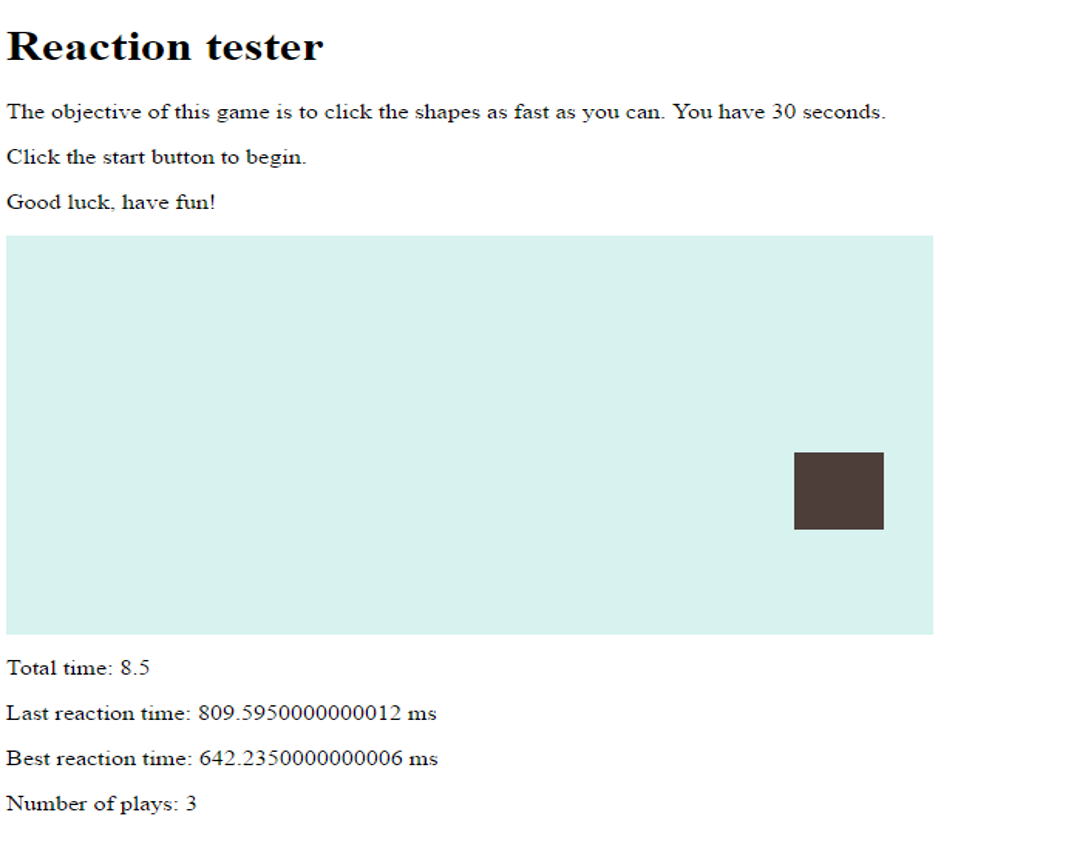 Reaction tester
The objective of this game is to click the shapes as fast as you can. You have 30 seconds.
Click the start button to begin.
Good luck, have fun!
Total time: 8.5
Last reaction time: 809.5950000000012 ms
Best reaction time: 642.2350000000006 ms
Number of plays: 3